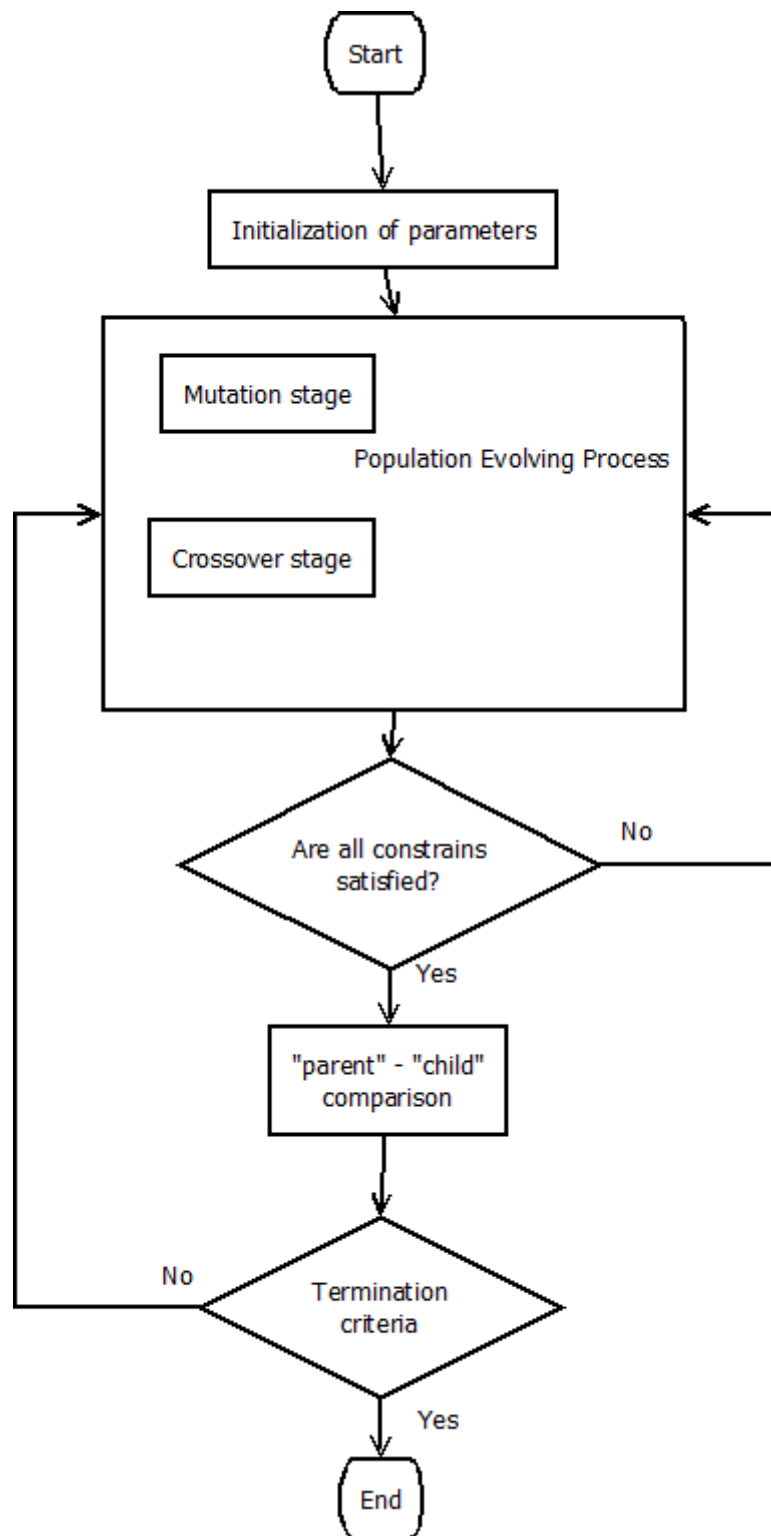 Start
Initialization of parameters
Mutation stage
Population Evolving Process
Crossover stage
Are all constrains
satisfied?
No
Yes
"parent" - "child"
comparison
No
Termination
criteria
Yes
End